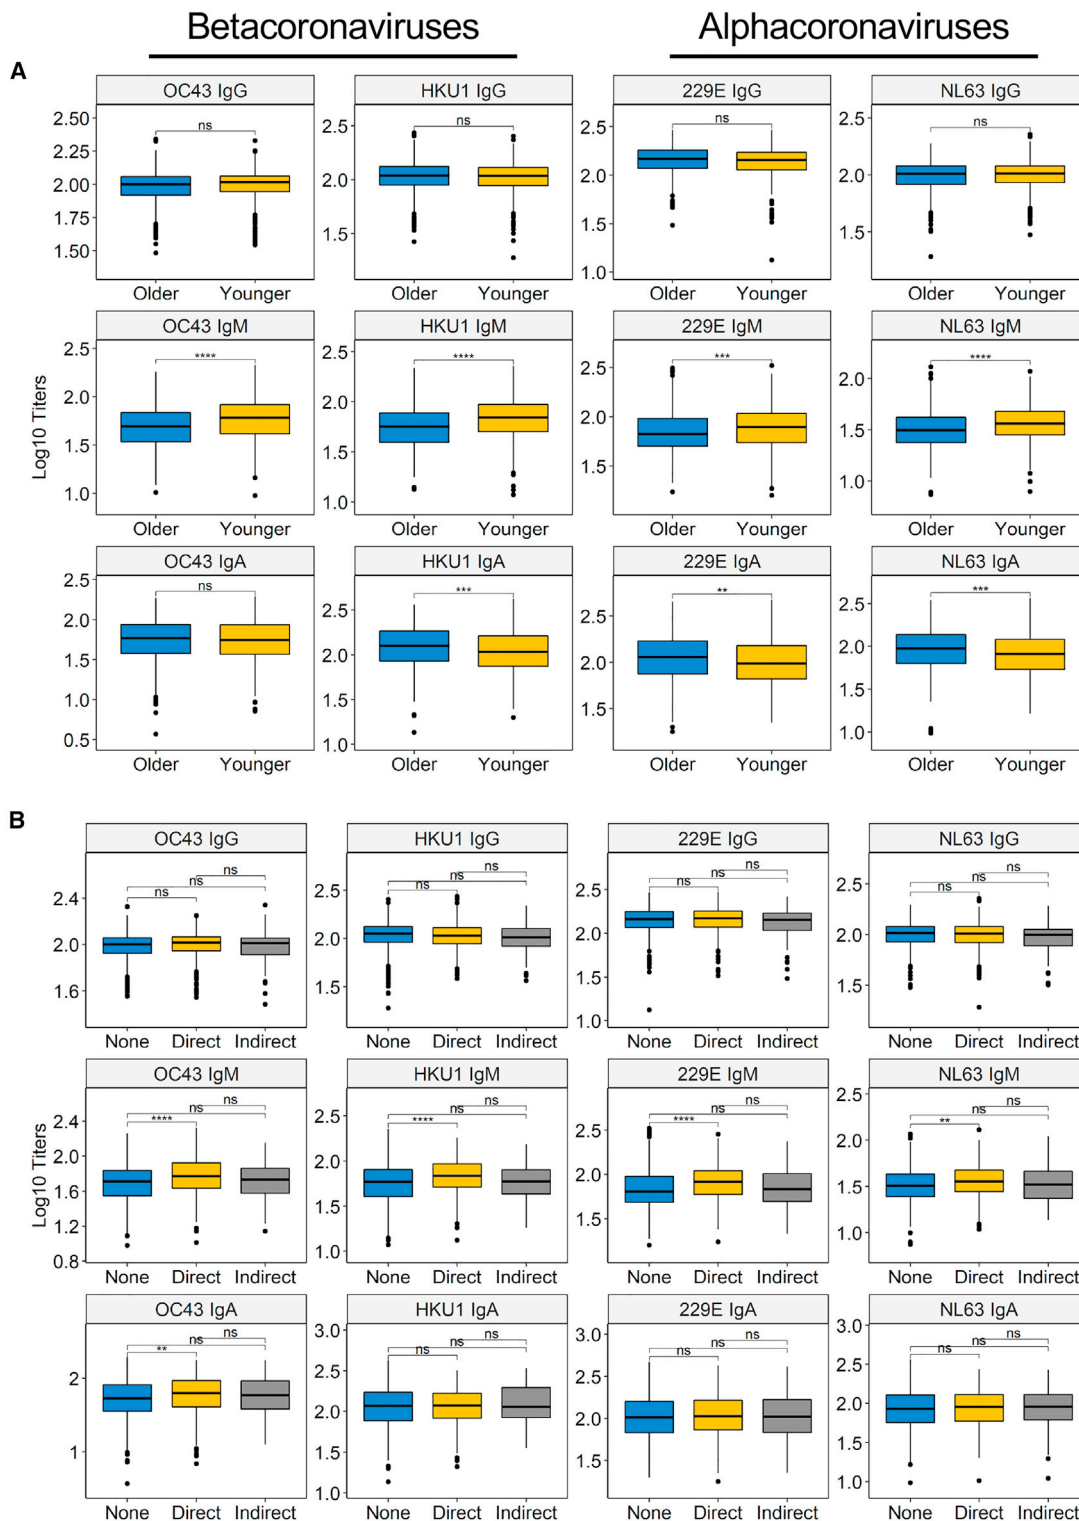 Betacoronaviruses Alphacoronaviruses
A
OC43 IgG HKU1 IgG 229E IgG NL63 IgG
ns ns ns ns
2.50 2.25 2.00 1.75 1.50
2.5 2.0 1.5
2.5 2.0 1.5 1.0
2.5 2.0 1.5
Older Younger Older Younger Older Younger Older Younger
OC43 IgM HKU1 IgM 229E IgM NL63 IgM
**** **** *** ****
Log10 Titers
2.5 2.0 1.5 1.0
2.5 2.0 1.5 1.0
2.5 2.0 1.5
2.0 1.5 1.0
Older Younger Older Younger Older Younger Older Younger
OC43 IgA HKU1 IgA 229E IgA NL63 IgA
ns *** ** ***
2.5 2.0 1.5 1.0 0.5
2.5 2.0 1.5 1.0
2.5 2.0 1.5
2.5 2.0 1.5 1.0
Older Younger Older Younger Older Younger Older Younger
B
OC43 IgG HKU1 IgG 229E IgG NL63 IgG
ns ns ns ns ns ns ns ns ns ns ns ns
2.4 2.0 1.6
2.5 2.0 1.5
2.5 2.0 1.5 1.0
2.5 2.0 1.5
None Direct Indirect None Direct Indirect None Direct Indirect None Direct Indirect
OC43 IgM HKU1 IgM 229E IgM NL63 IgM
ns ns **** ns ns **** ns ns **** ns ns **
Log10 Titers
2.4 2.0 1.6 1.2 0.8
2.5 2.0 1.5 1.0
2.5 2.0 1.5
2.5 2.0 1.5 1.0
None Direct Indirect None Direct Indirect None Direct Indirect None Direct Indirect
OC43 IgA HKU1 IgA 229E IgA NL63 IgA
ns ns ** ns ns ns ns ns ns ns ns ns
2 1
3.0 2.5 2.0 1.5 1.0
3.0 2.5 2.0 1.5
3.0 2.5 2.0 1.5 1.0
None Direct Indirect None Direct Indirect None Direct Indirect None Direct Indirect